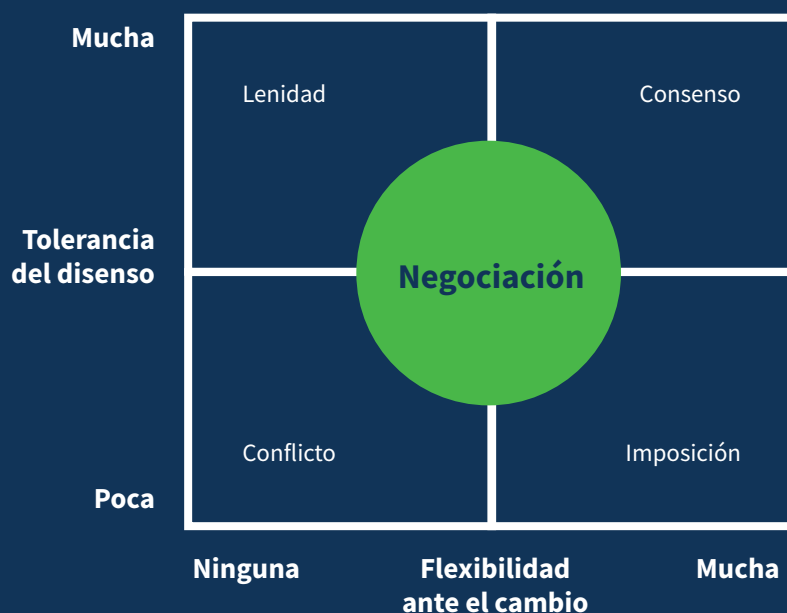 Mucha
Lenidad
Consenso
Tolerancia
del disenso
Negociación
Conflicto
Imposición
Poca
Ninguna
Flexibilidad
ante el cambio
Mucha